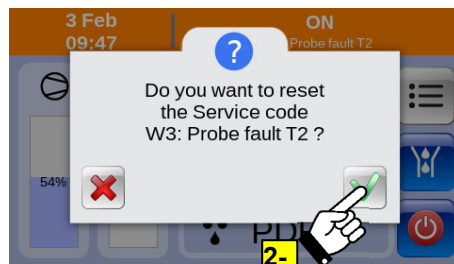 3 Feb
09:47
ON
Probe fault T2
?
Do you want to reset
the Service code
W3: Probe fault T2 ?
54%
2-